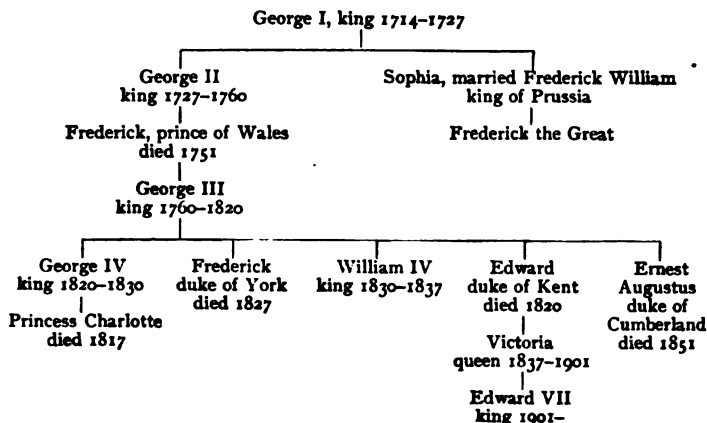 George I, king 1714–1727
George II
king 1727–1760
Sophia, married Frederick William
king of Prussia
Frederick, prince of Wales
died 1751
Frederick the Great
George III
king 1760–1820
George IV
king 1820–1830
Frederick
duke of York
died 1827
William IV
king 1830–1837
Edward
duke of Kent
died 1820
Ernest
Augustus
duke of
Cumberland
died 1851
Princess Charlotte
died 1817
Victoria
queen 1837–1901
Edward VII
king 1901–